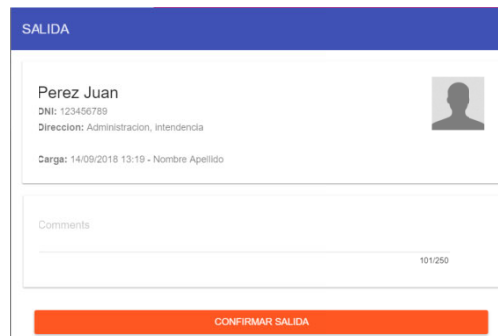 SALIDA
Perez Juan
DNI: 123456789
Direccion: Administracion, intendencia
Carga: 14/09/2018 13:19 - Nombre Apellido
Comments
101/250
CONFIRMAR SALIDA